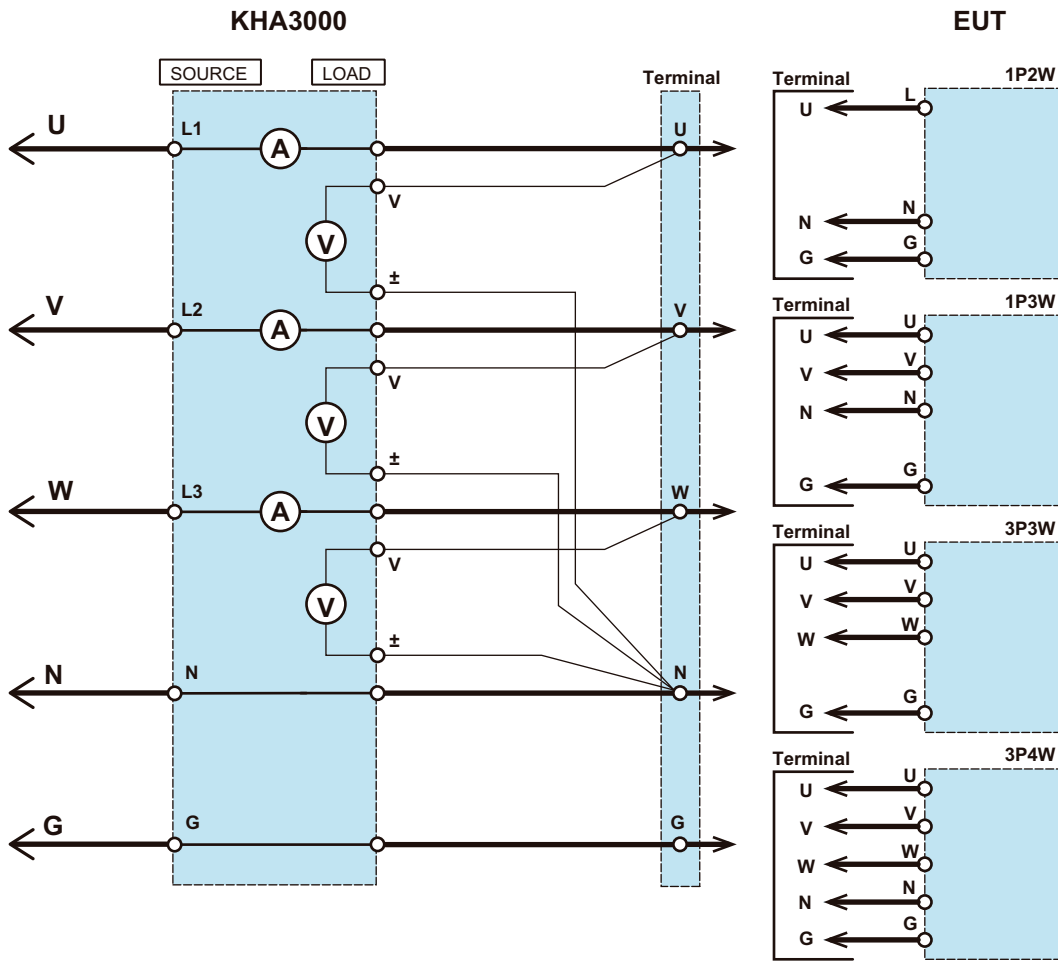 KHA3000
EUT
SOURCE
LOAD
Terminal
U
L1
A
U
V
V
±
V
L2
A
V
V
V
±
W
L3
A
W
V
V
±
N
N
N
G
G
G
Terminal
1P2W
U
L
N
N
G
G
Terminal
1P3W
U
U
V
V
N
N
G
G
Terminal
3P3W
U
U
V
V
W
W
G
G
Terminal
3P4W
U
U
V
V
W
W
N
N
G
G